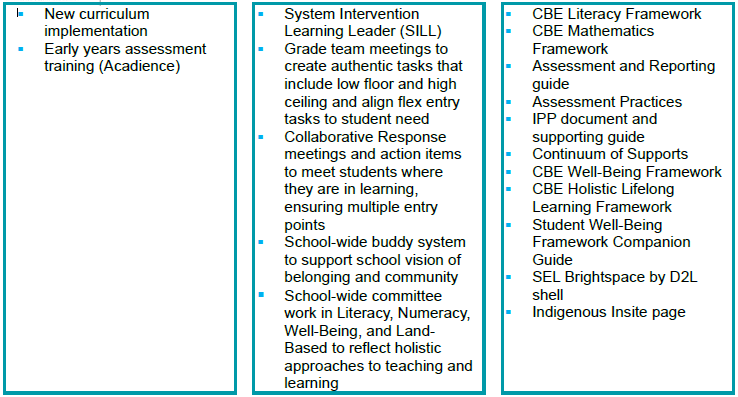 New curriculum
implementation
Early years assessment
training (Acadience)
System Intervention
Learning Leader (SILL)
Grade team meetings to
create authentic tasks that
include low floor and high
ceiling and align flex entry
tasks to student need
Collaborative Response
meetings and action items
to meet students where
they are in learning,
ensuring multiple entry
points
School-wide buddy system
to support school vision of
belonging and community
School-wide committee
work in Literacy, Numeracy,
Well-Being, and Land-
Based to reflect holistic
approaches to teaching and
learning
CBE Literacy Framework
CBE Mathematics
Framework
Assessment and Reporting
guide
Assessment Practices
IPP document and
supporting guide
Continuum of Supports
CBE Well-Being Framework
CBE Holistic Lifelong
Learning Framework
Student Well-Being
Framework Companion
Guide
SEL Brightspace by D2L
shell
Indigenous Insite page